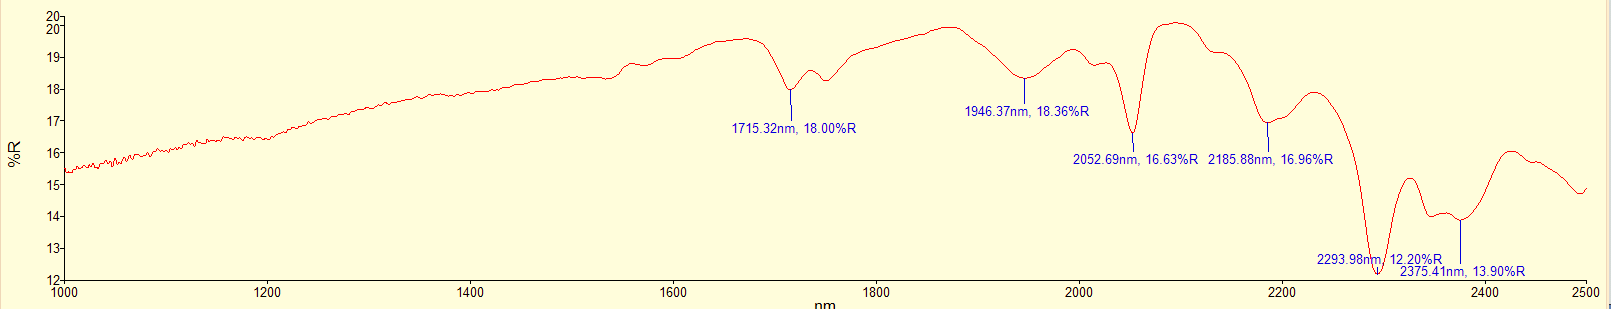 20
20
19
18
17
16
15
14
13
12
%R
1715.32nm, 18.00%R
1946.37nm, 18.36%R
2052.69nm, 16.63%R
2185.88nm, 16.96%R
2293.98nm, 12.20%R
2375.41nm, 13.90%R
1000 1200 1400 1600 1800 2000 2200 2400 2500
nm